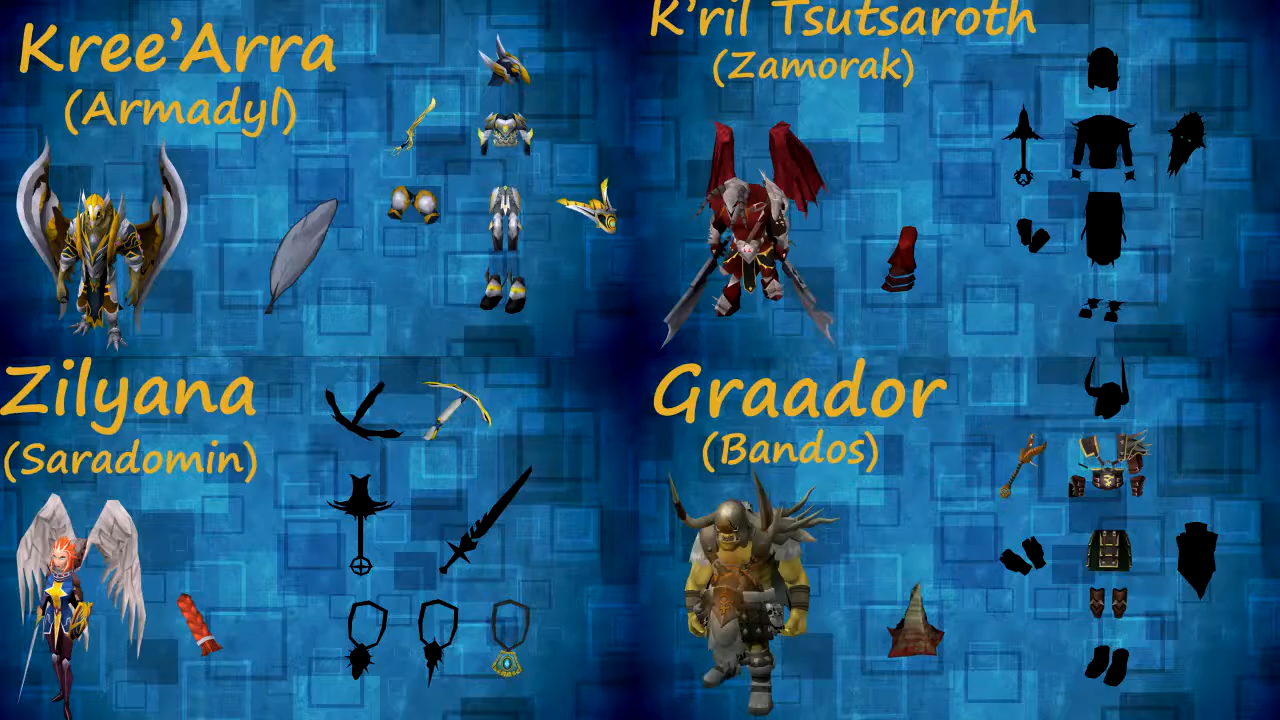 Kree'Arra
(Armadyl)
K'ril Tsutsaroth
(Zamorak)
Zilyana
(Saradomin)
Graador
(Bandos)